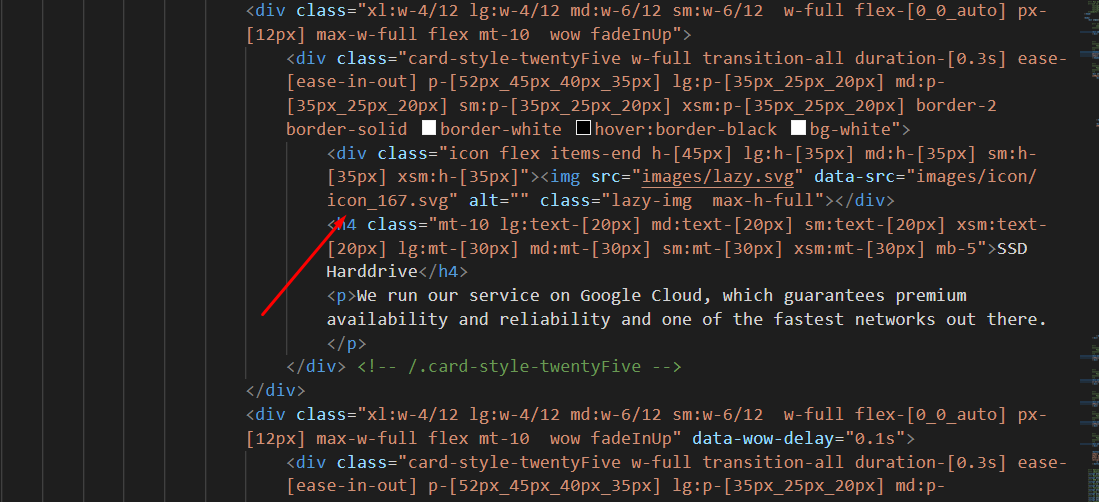 <div class="xl:w-4/12 lg:w-4/12 md:w-6/12 sm:w-6/12  w-full flex-[0_0_auto] px-
[12px] max-w-full flex mt-10  wow fadeInUp">
<div class="card-style-twentyFive w-full transition-all duration-[0.3s] ease-
[ease-in-out] p-[52px_45px_40px_35px] lg:p-[35px_25px_20px] md:p-
[35px_25px_20px] sm:p-[35px_25px_20px] xsm:p-[35px_25px_20px] border-2
border-solid border-white hover:border-black bg-white">
<div class="icon flex items-end h-[45px] lg:h-[35px] md:h-[35px] sm:h-
[35px] xsm:h-[35px]"><img src="images/lazy.svg" data-src="images/icon/
icon_167.svg" alt="" class="lazy-img  max-h-full"></div>
<h4 class="mt-10 lg:text-[20px] md:text-[20px] sm:text-[20px] xsm:text-
[20px] lg:mt-[30px] md:mt-[30px] sm:mt-[30px] xsm:mt-[30px] mb-5">SSD
Harddrive</h4>
<p>We run our service on Google Cloud, which guarantees premium
availability and reliability and one of the fastest networks out there.
</p>
</div> <!-- /.card-style-twentyFive -->
</div>
<div class="xl:w-4/12 lg:w-4/12 md:w-6/12 sm:w-6/12  w-full flex-[0_0_auto] px-
[12px] max-w-full flex mt-10  wow fadeInUp" data-wow-delay="0.1s">
<div class="card-style-twentyFive w-full transition-all duration-[0.3s] ease-
[ease-in-out] p-[52px_45px_40px_35px] lg:p-[35px_25px_20px] md:p-